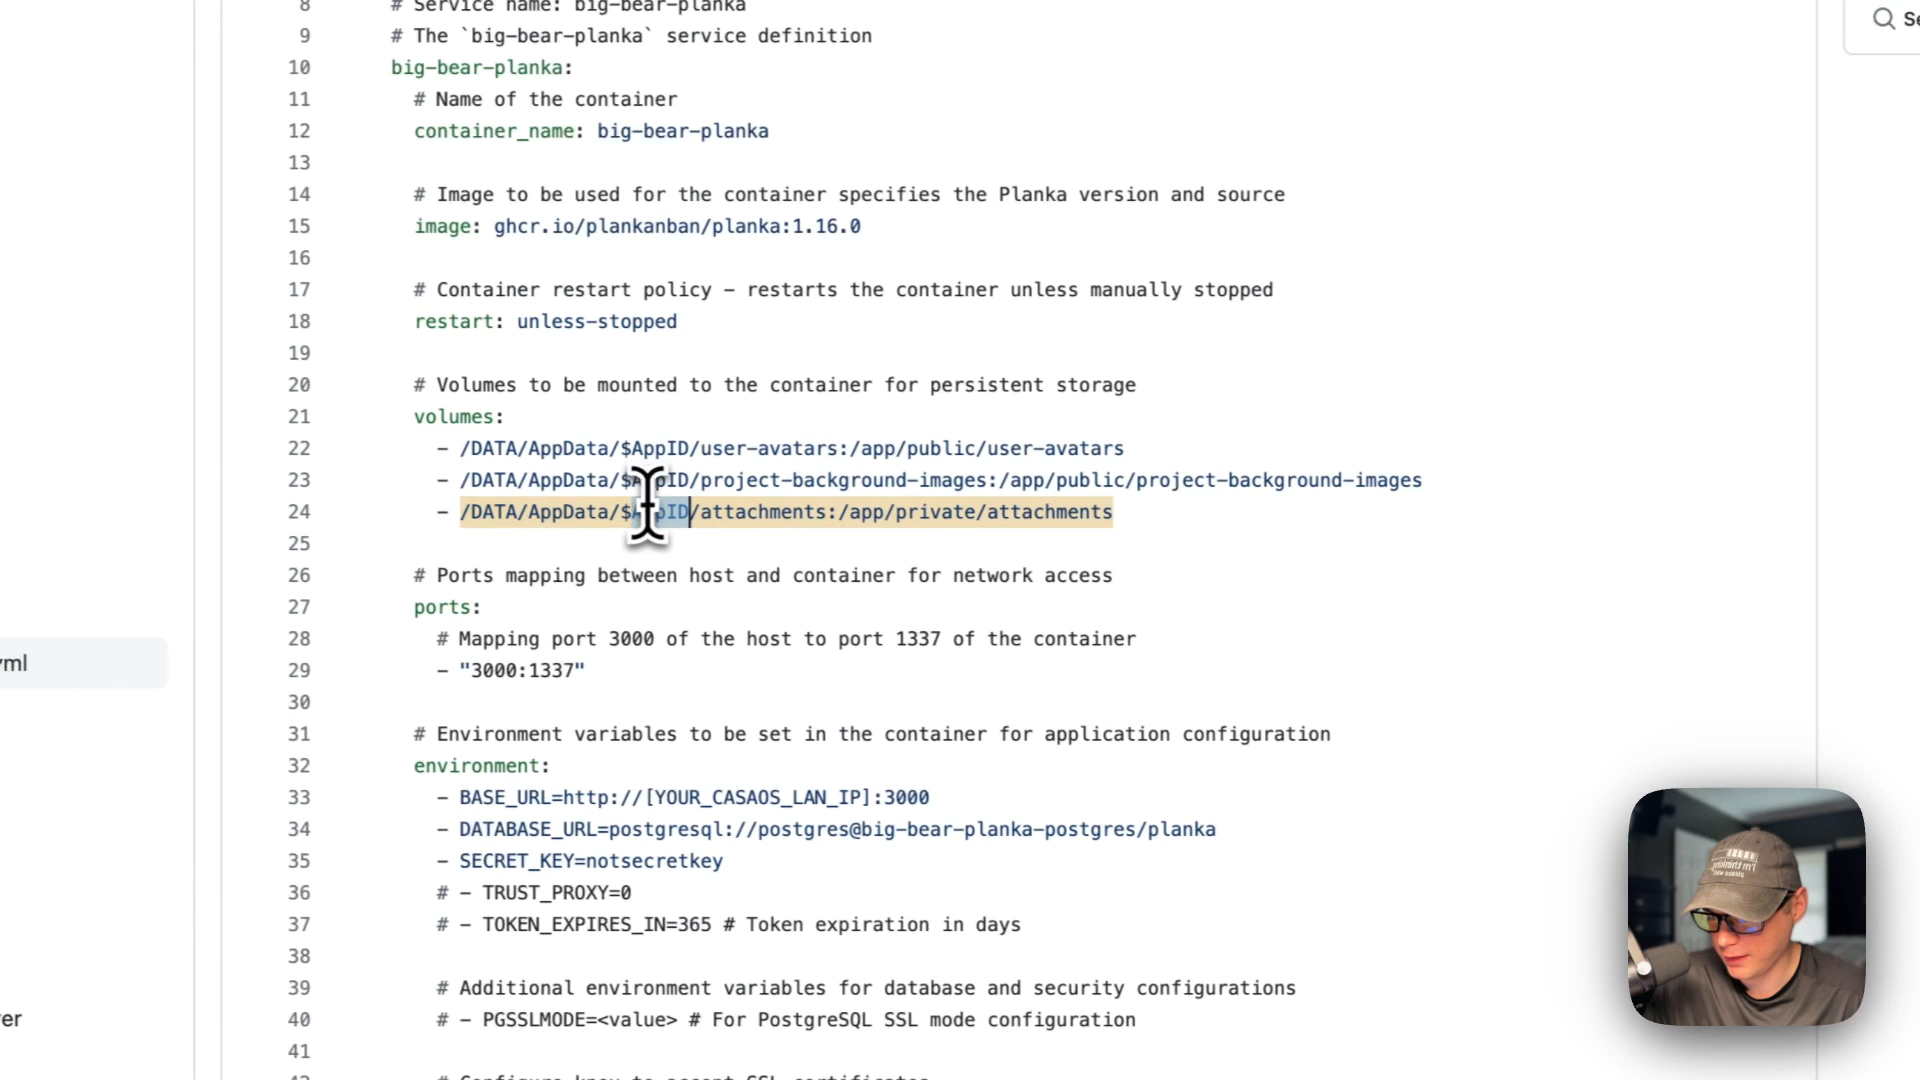 8 # Service name: big-bear-planka
Se
9 # The `big-bear-planka` service definition
10 big-bear-planka:
11 # Name of the container
12 container_name: big-bear-planka
13
14 # Image to be used for the container specifies the Planka version and source
15 image: ghcr.io/plankanban/planka:1.16.0
16
17 # Container restart policy - restarts the container unless manually stopped
18 restart: unless-stopped
19
20 # Volumes to be mounted to the container for persistent storage
21 volumes:
22 - /DATA/AppData/$AppID/user-avatars:/app/public/user-avatars
23 - /DATA/AppData/$AppID/project-background-images:/app/public/project-background-images
24 - /DATA/AppData/$AppID/attachments:/app/private/attachments
25
26 # Ports mapping between host and container for network access
27 ports:
28 # Mapping port 3000 of the host to port 1337 of the container
yml
29 - "3000:1337"
30
31 # Environment variables to be set in the container for application configuration
32 environment:
33 - BASE_URL=http://[YOUR_CASAOS_LAN_IP]:3000
34 - DATABASE_URL=postgresql://postgres@big-bear-planka-postgres/planka
35 - SECRET_KEY=notsecretkey
36 # - TRUST_PROXY=0
37 # - TOKEN_EXPIRES_IN=365 # Token expiration in days
38
39 # Additional environment variables for database and security configurations
er
40 # - PGSSLMODE=<value> # For PostgreSQL SSL mode configuration
41